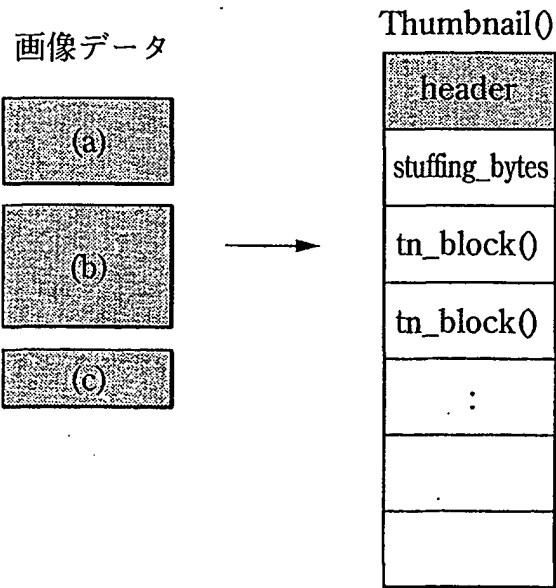 画像データ
(a)
(b)
(c)
Thumbnail()
header
stuffing_bytes
tn_block()
tn_block()
: